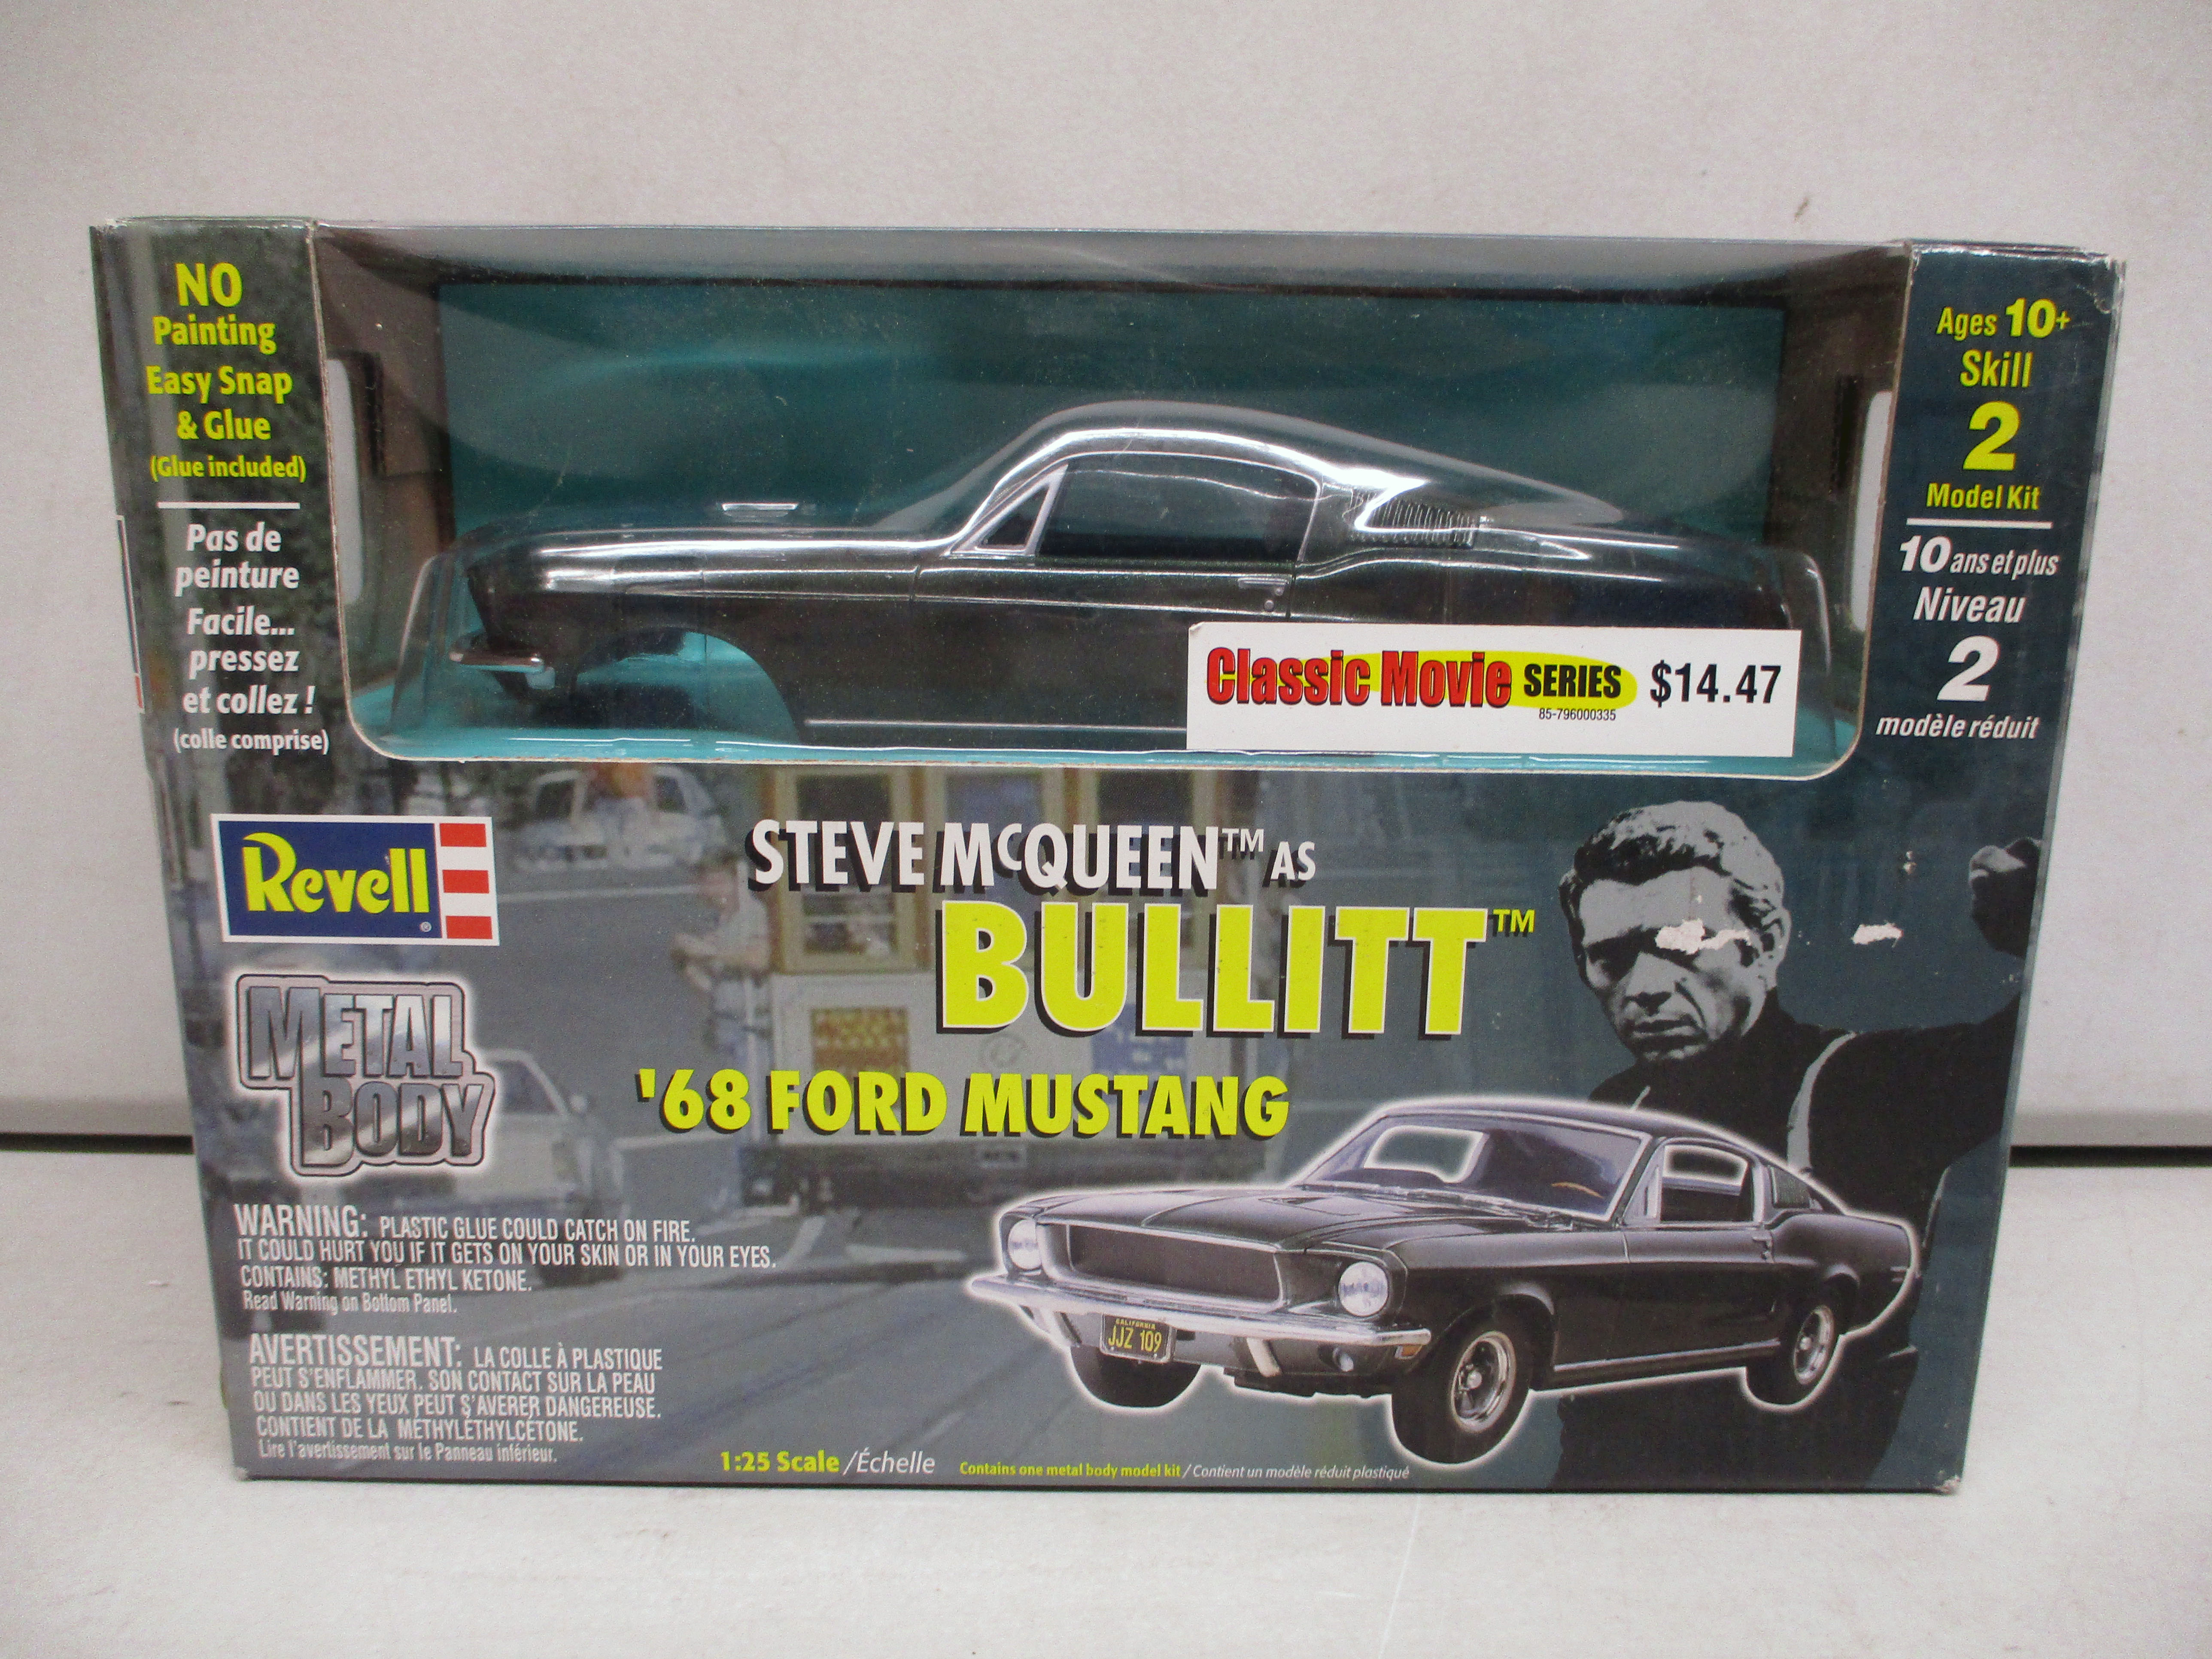 NO
Painting
Easy Snap
& Glue
(Glue included)
Pas de
peinture
Facile...
pressez
et collez !
(colle comprise)
Ages 10+
Skill
2
Model Kit
10 ans et plus
Niveau
2
modèle réduit
Classic Movie SERIES $14.47
85-796000335
Revell®
METAL
BODY
STEVE McQUEEN™ AS
BULLITT™
'68 FORD MUSTANG
WARNING: PLASTIC GLUE COULD CATCH ON FIRE.
IT COULD HURT YOU IF IT GETS ON YOUR SKIN OR IN YOUR EYES.
CONTAINS: METHYL ETHYL KETONE.
Read Warning on Bottom Panel.
AVERTISSEMENT: LA COLLE À PLASTIQUE
PEUT S'ENFLAMMER. SON CONTACT SUR LA PEAU
OU DANS LES YEUX PEUT S'AVERER DANGEREUSE.
CONTIENT DE LA MÉTHYLÉTHYLCÉTONE.
Lire l'avertissement sur le Panneau inférieur.
CALIFORNIA
JJZ 109
1:25 Scale /Échelle
Contains one metal body model kit / Contient un modèle réduit plastiqué